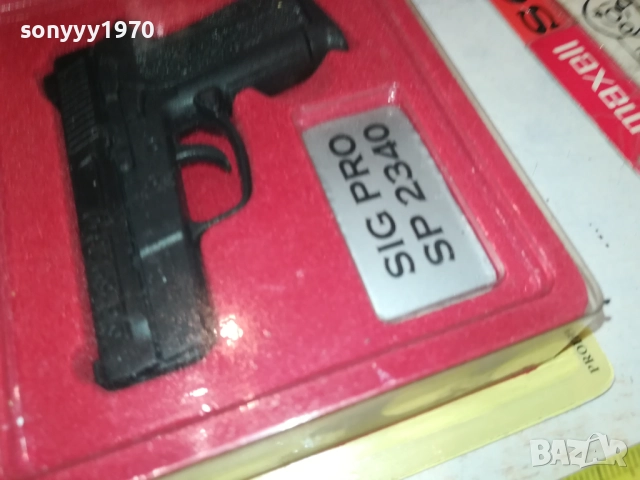 sonyyy1970
maxell
SIG PRO
SP 2340
BAZAR